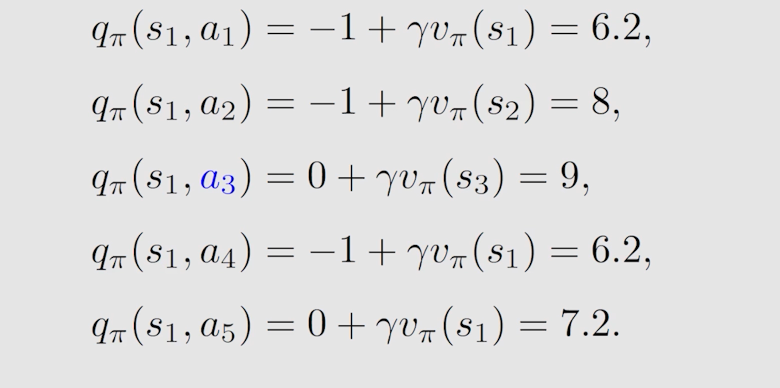 qπ(s₁, a₁) = −1 + γvπ(s₁) = 6.2,
qπ(s₁, a₂) = −1 + γvπ(s₂) = 8,
qπ(s₁, a₃) = 0 + γvπ(s₃) = 9,
qπ(s₁, a₄) = −1 + γvπ(s₁) = 6.2,
qπ(s₁, a₅) = 0 + γvπ(s₁) = 7.2.